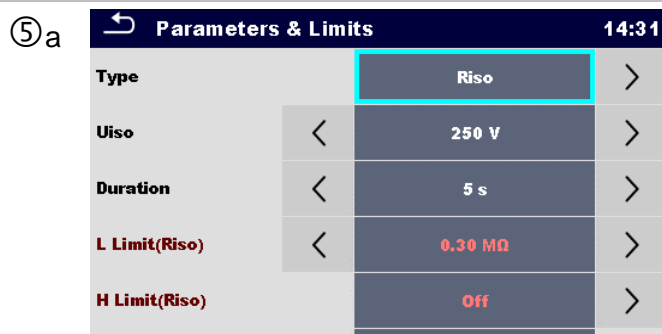 ⑤a
Parameters & Limits 14:31
Type Riso >
Uiso < 250 V >
Duration < 5 s >
L Limit(Riso) < 0.30 MΩ >
H Limit(Riso) Off >